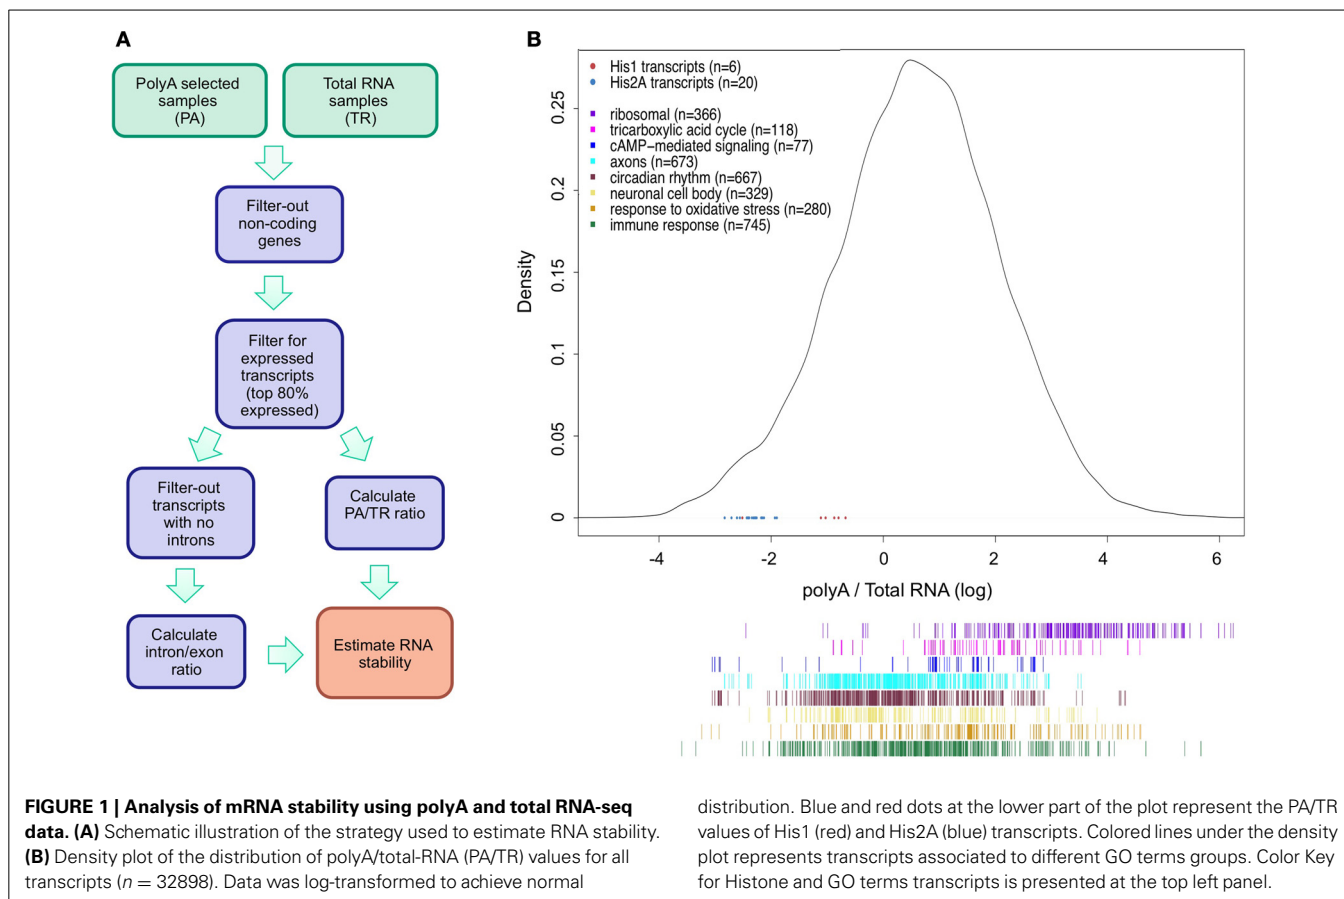 A
PolyA selected
samples
(PA)
Total RNA
samples
(TR)
Filter-out
non-coding
genes
Filter for
expressed
transcripts
(top 80%
expressed)
Filter-out
transcripts
with no
introns
Calculate
PA/TR ratio
Calculate
intron/exon
ratio
Estimate RNA
stability
B
His1 transcripts (n=6)
His2A transcripts (n=20)
ribosomal (n=366)
tricarboxylic acid cycle (n=118)
cAMP−mediated signaling (n=77)
axons (n=673)
circadian rhythm (n=667)
neuronal cell body (n=329)
response to oxidative stress (n=280)
immune response (n=745)
Density
0.25
0.2
0.15
0.1
0.05
0
-4 -2 0 2 4 6
polyA / Total RNA (log)
FIGURE 1 | Analysis of mRNA stability using polyA and total RNA-seq
data. (A) Schematic illustration of the strategy used to estimate RNA stability.
(B) Density plot of the distribution of polyA/total-RNA (PA/TR) values for all
transcripts (n = 32898). Data was log-transformed to achieve normal
distribution. Blue and red dots at the lower part of the plot represent the PA/TR
values of His1 (red) and His2A (blue) transcripts. Colored lines under the density
plot represents transcripts associated to different GO terms groups. Color Key
for Histone and GO terms transcripts is presented at the top left panel.